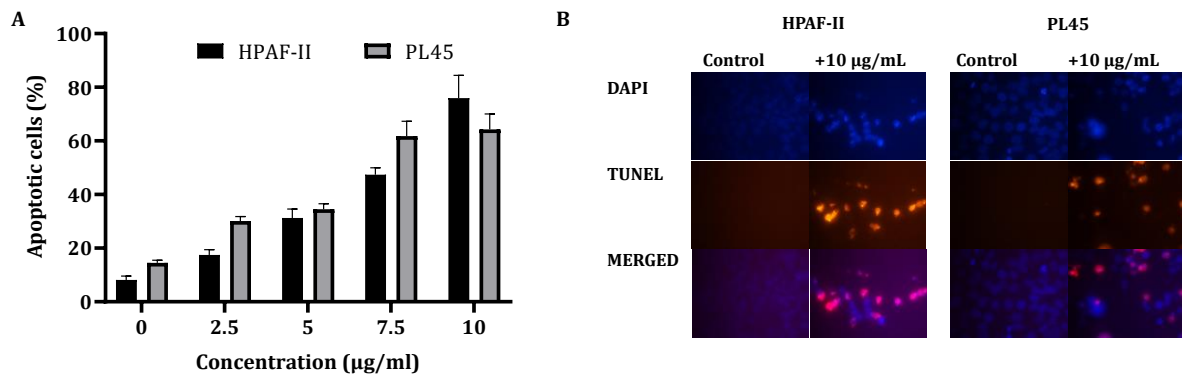 A
100
80
60
40
20
0
Apoptotic cells (%)
HPAF-II PL45
0 2.5 5 7.5 10
Concentration (μg/ml)
B
HPAF-II PL45
Control +10 μg/mL Control +10 μg/mL
DAPI
TUNEL
MERGED